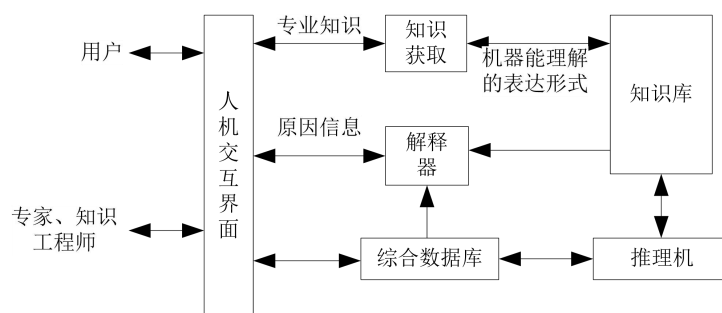 用户
专家、知识
工程师
人机交互界面
专业知识
知识
获取
机器能理解
的表达形式
知识库
原因信息
解释
器
综合数据库
推理机